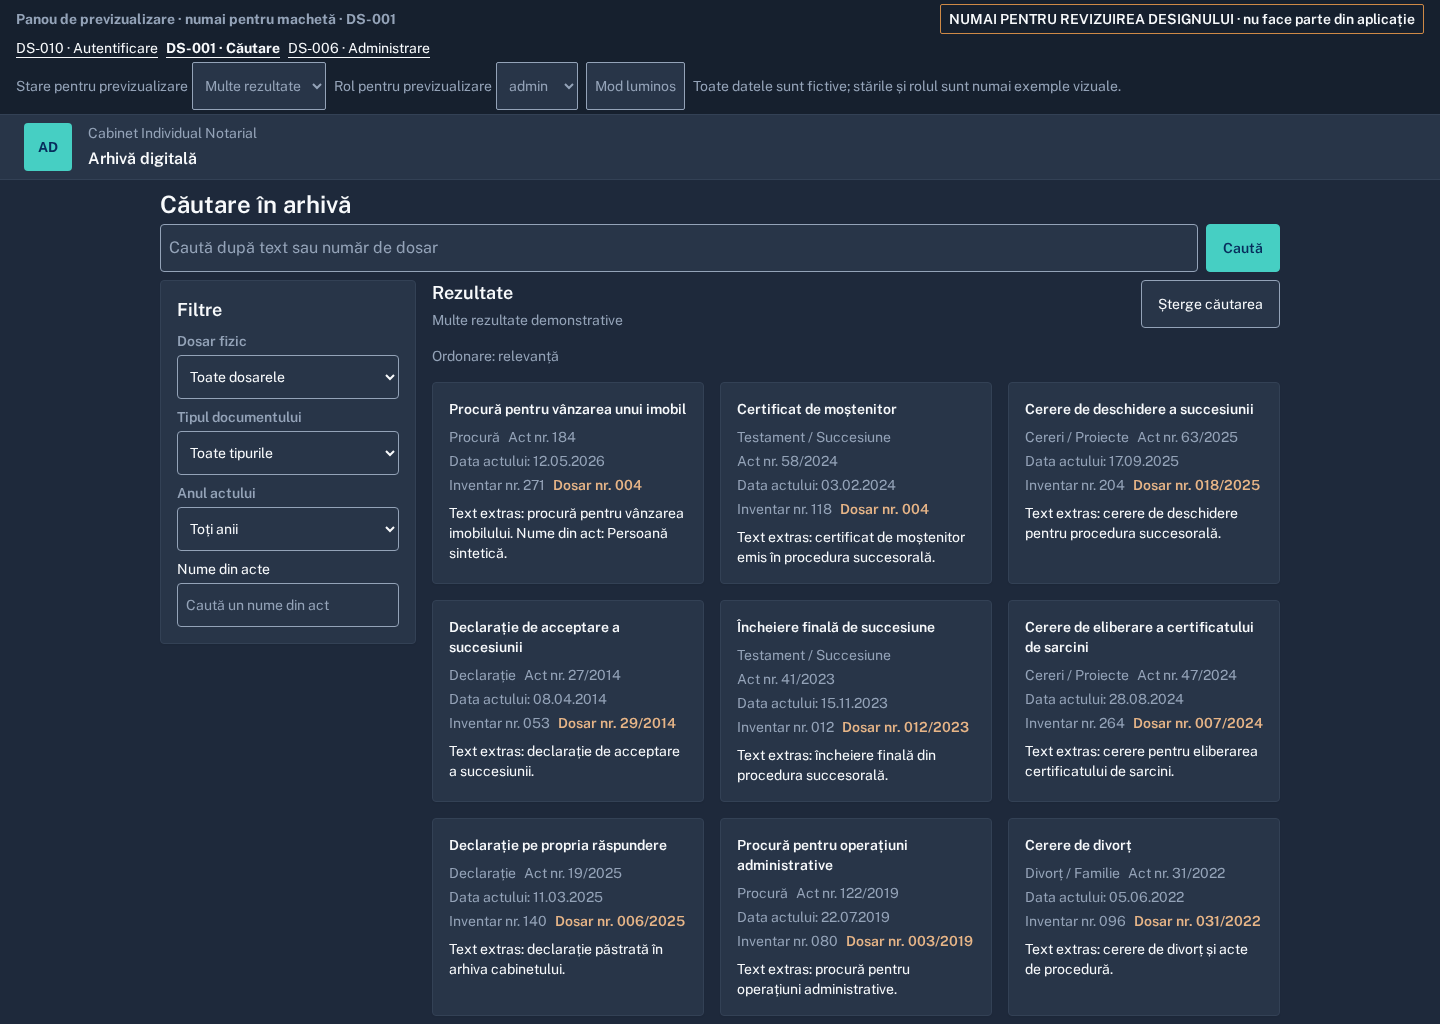 Panou de previzualizare · numai pentru machetă · DS-001
NUMAI PENTRU REVIZUIREA DESIGNULUI · nu face parte din aplicație
DS-010 · Autentificare DS-001 · Căutare DS-006 · Administrare
Stare pentru previzualizare Multe rezultate Rol pentru previzualizare admin Mod luminos Toate datele sunt fictive; stările și rolul sunt numai exemple vizuale.
AD
Cabinet Individual Notarial
Arhivă digitală
Căutare în arhivă
Caută după text sau număr de dosar
Caută
Filtre
Dosar fizic
Toate dosarele
Tipul documentului
Toate tipurile
Anul actului
Toți anii
Nume din acte
Caută un nume din act
Rezultate
Multe rezultate demonstrative
Șterge căutarea
Ordonare: relevanță
Procură pentru vânzarea unui imobil
Procură Act nr. 184
Data actului: 12.05.2026
Inventar nr. 271 Dosar nr. 004
Text extras: procură pentru vânzarea
imobilului. Nume din act: Persoană
sintetică.
Certificat de moștenitor
Testament / Succesiune
Act nr. 58/2024
Data actului: 03.02.2024
Inventar nr. 118 Dosar nr. 004
Text extras: certificat de moștenitor
emis în procedura succesorală.
Cerere de deschidere a succesiunii
Cereri / Proiecte Act nr. 63/2025
Data actului: 17.09.2025
Inventar nr. 204 Dosar nr. 018/2025
Text extras: cerere de deschidere
pentru procedura succesorală.
Declarație de acceptare a
succesiunii
Declarație Act nr. 27/2014
Data actului: 08.04.2014
Inventar nr. 053 Dosar nr. 29/2014
Text extras: declarație de acceptare
a succesiunii.
Încheiere finală de succesiune
Testament / Succesiune
Act nr. 41/2023
Data actului: 15.11.2023
Inventar nr. 012 Dosar nr. 012/2023
Text extras: încheiere finală din
procedura succesorală.
Cerere de eliberare a certificatului
de sarcini
Cereri / Proiecte Act nr. 47/2024
Data actului: 28.08.2024
Inventar nr. 264 Dosar nr. 007/2024
Text extras: cerere pentru eliberarea
certificatului de sarcini.
Declarație pe propria răspundere
Declarație Act nr. 19/2025
Data actului: 11.03.2025
Inventar nr. 140 Dosar nr. 006/2025
Text extras: declarație păstrată în
arhiva cabinetului.
Procură pentru operațiuni
administrative
Procură Act nr. 122/2019
Data actului: 22.07.2019
Inventar nr. 080 Dosar nr. 003/2019
Text extras: procură pentru
operațiuni administrative.
Cerere de divorț
Divorț / Familie Act nr. 31/2022
Data actului: 05.06.2022
Inventar nr. 096 Dosar nr. 031/2022
Text extras: cerere de divorț și acte
de procedură.